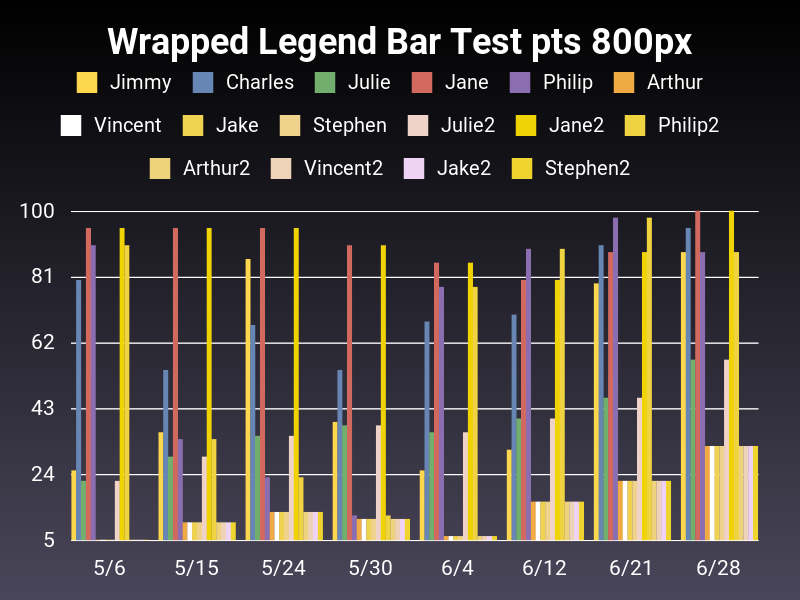 Wrapped Legend Bar Test pts 800px
Jimmy Charles Julie Jane Philip Arthur
Vincent Jake Stephen Julie2 Jane2 Philip2
Arthur2 Vincent2 Jake2 Stephen2
100
81
62
43
24
5
5/6 5/15 5/24 5/30 6/4 6/12 6/21 6/28